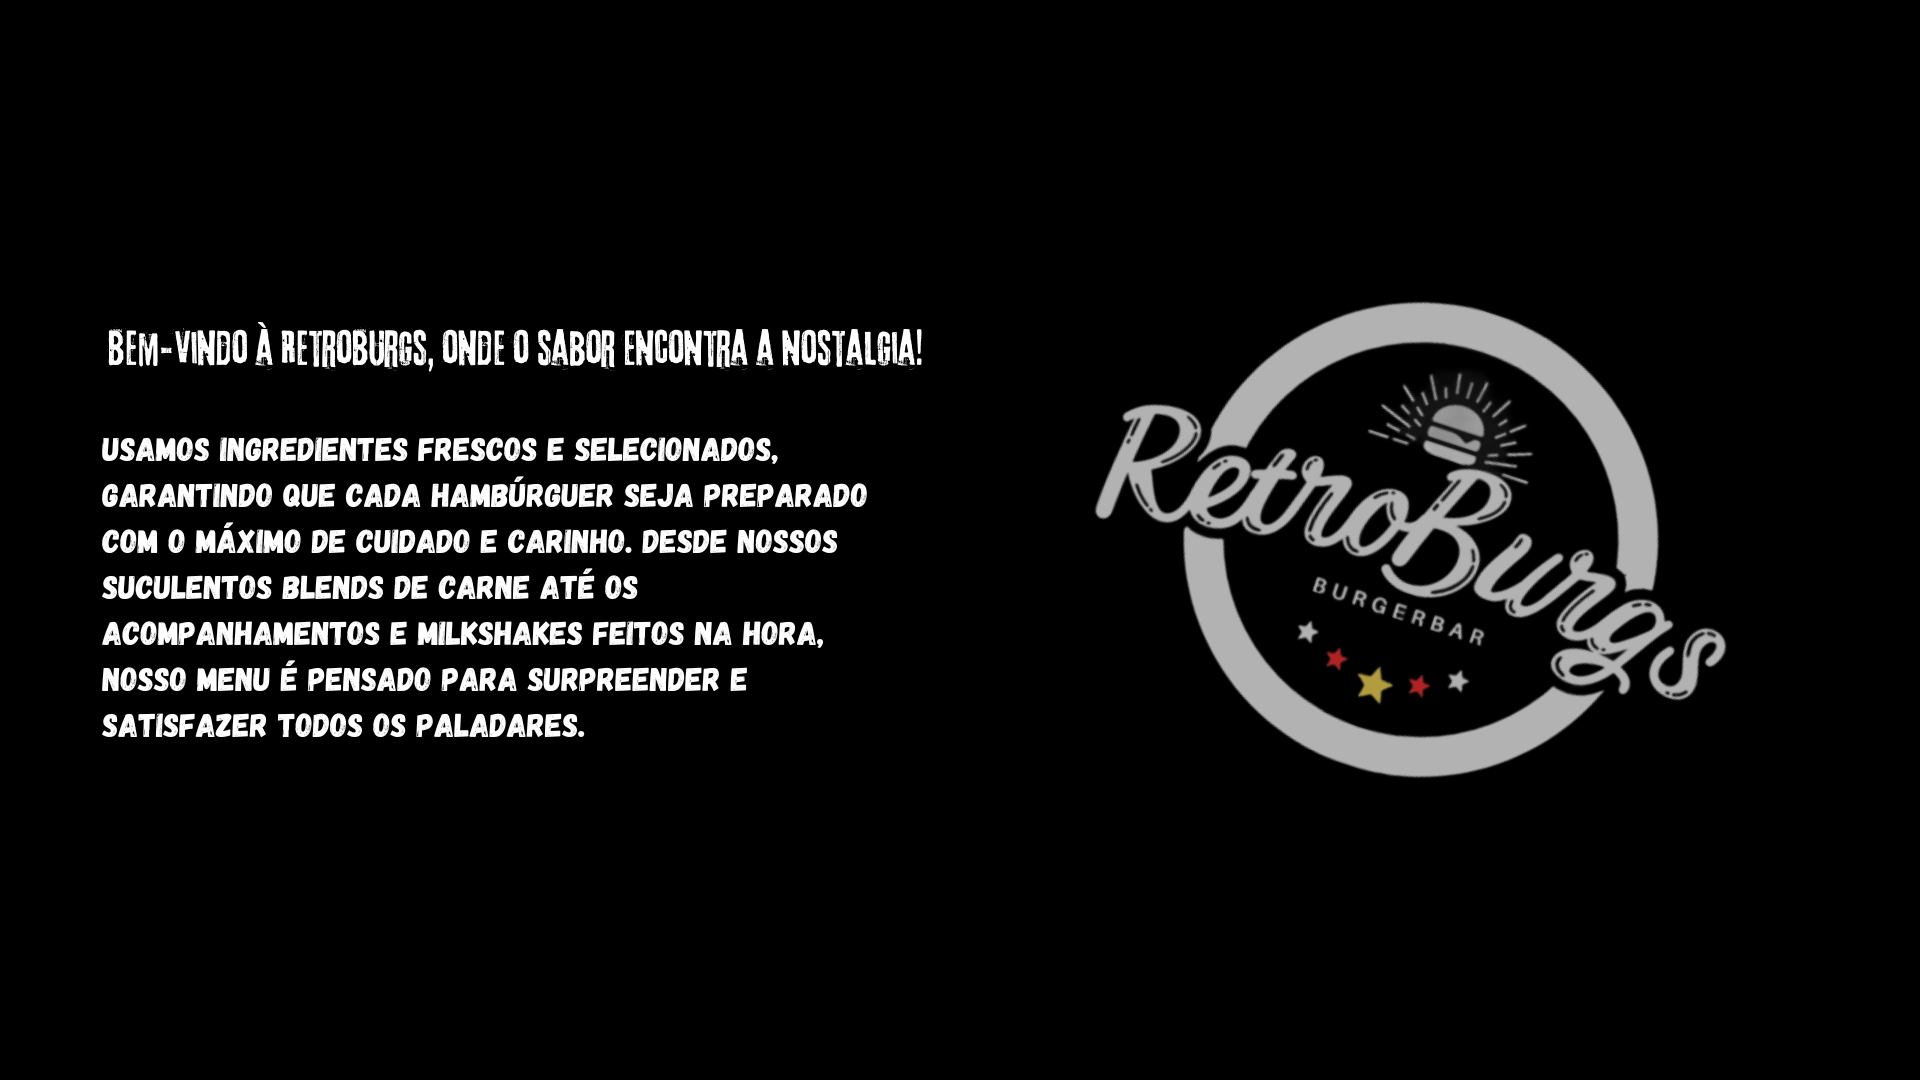 BEM-VINDO À RETROBURGS, ONDE O SABOR ENCONTRA A NOSTALGIA!
USAMOS INGREDIENTES FRESCOS E SELECIONADOS,
GARANTINDO QUE CADA HAMBÚRGUER SEJA PREPARADO
COM O MÁXIMO DE CUIDADO E CARINHO. DESDE NOSSOS
SUCULENTOS BLENDS DE CARNE ATÉ OS
ACOMPANHAMENTOS E MILKSHAKES FEITOS NA HORA,
NOSSO MENU É PENSADO PARA SURPREENDER E
SATISFAZER TODOS OS PALADARES.
RetroBurgs
BURGERBAR